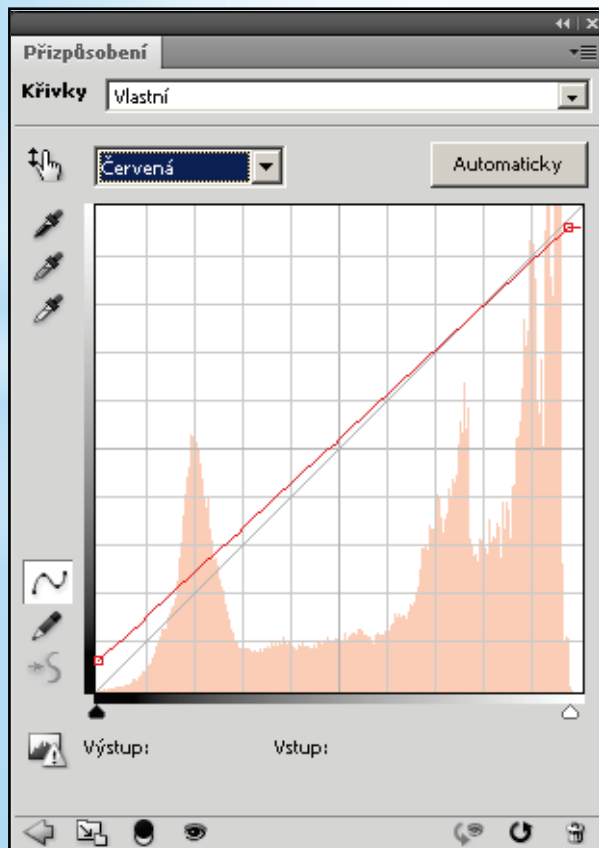 Přizpůsobení
Křivky Vlastní
Červená Automaticky
Výstup: Vstup: